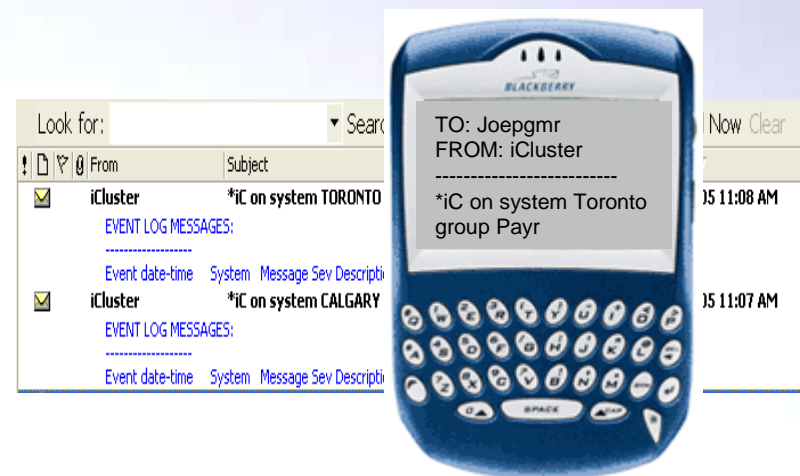 BLACKBERRY
TO: Joepgmr
FROM: iCluster
--------------------------
*iC on system Toronto
group Payr
Look for: Searc Now Clear
! From Subject
iCluster *iC on system TORONTO 05 11:08 AM
EVENT LOG MESSAGES:
-------------------
Event date-time System Message Sev Descripti
iCluster *iC on system CALGARY 05 11:07 AM
EVENT LOG MESSAGES:
-------------------
Event date-time System Message Sev Descripti
SPACE